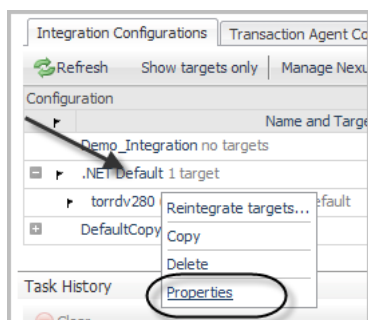 Integration Configurations Transaction Agent Co
Refresh Show targets only Manage Nexu
Configuration
Name and Targe
Demo_Integration no targets
.NET Default 1 target
torrdv280 efault
DefaultCopy
Reintegrate targets...
Copy
Delete
Properties
Task History
Clear